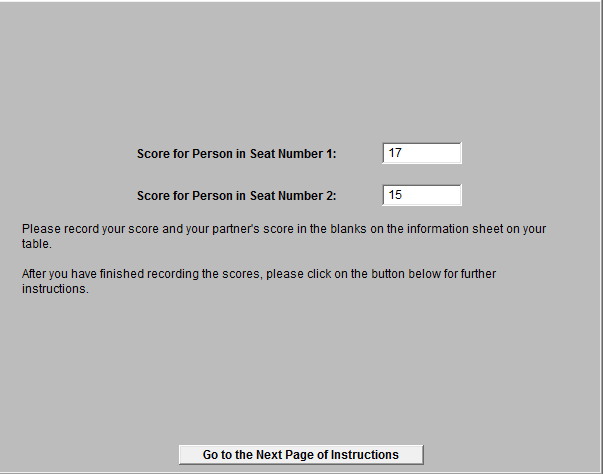 Score for Person in Seat Number 1: 17
Score for Person in Seat Number 2: 15
Please record your score and your partner's score in the blanks on the information sheet on your
table.
After you have finished recording the scores, please click on the button below for further
instructions.
Go to the Next Page of Instructions